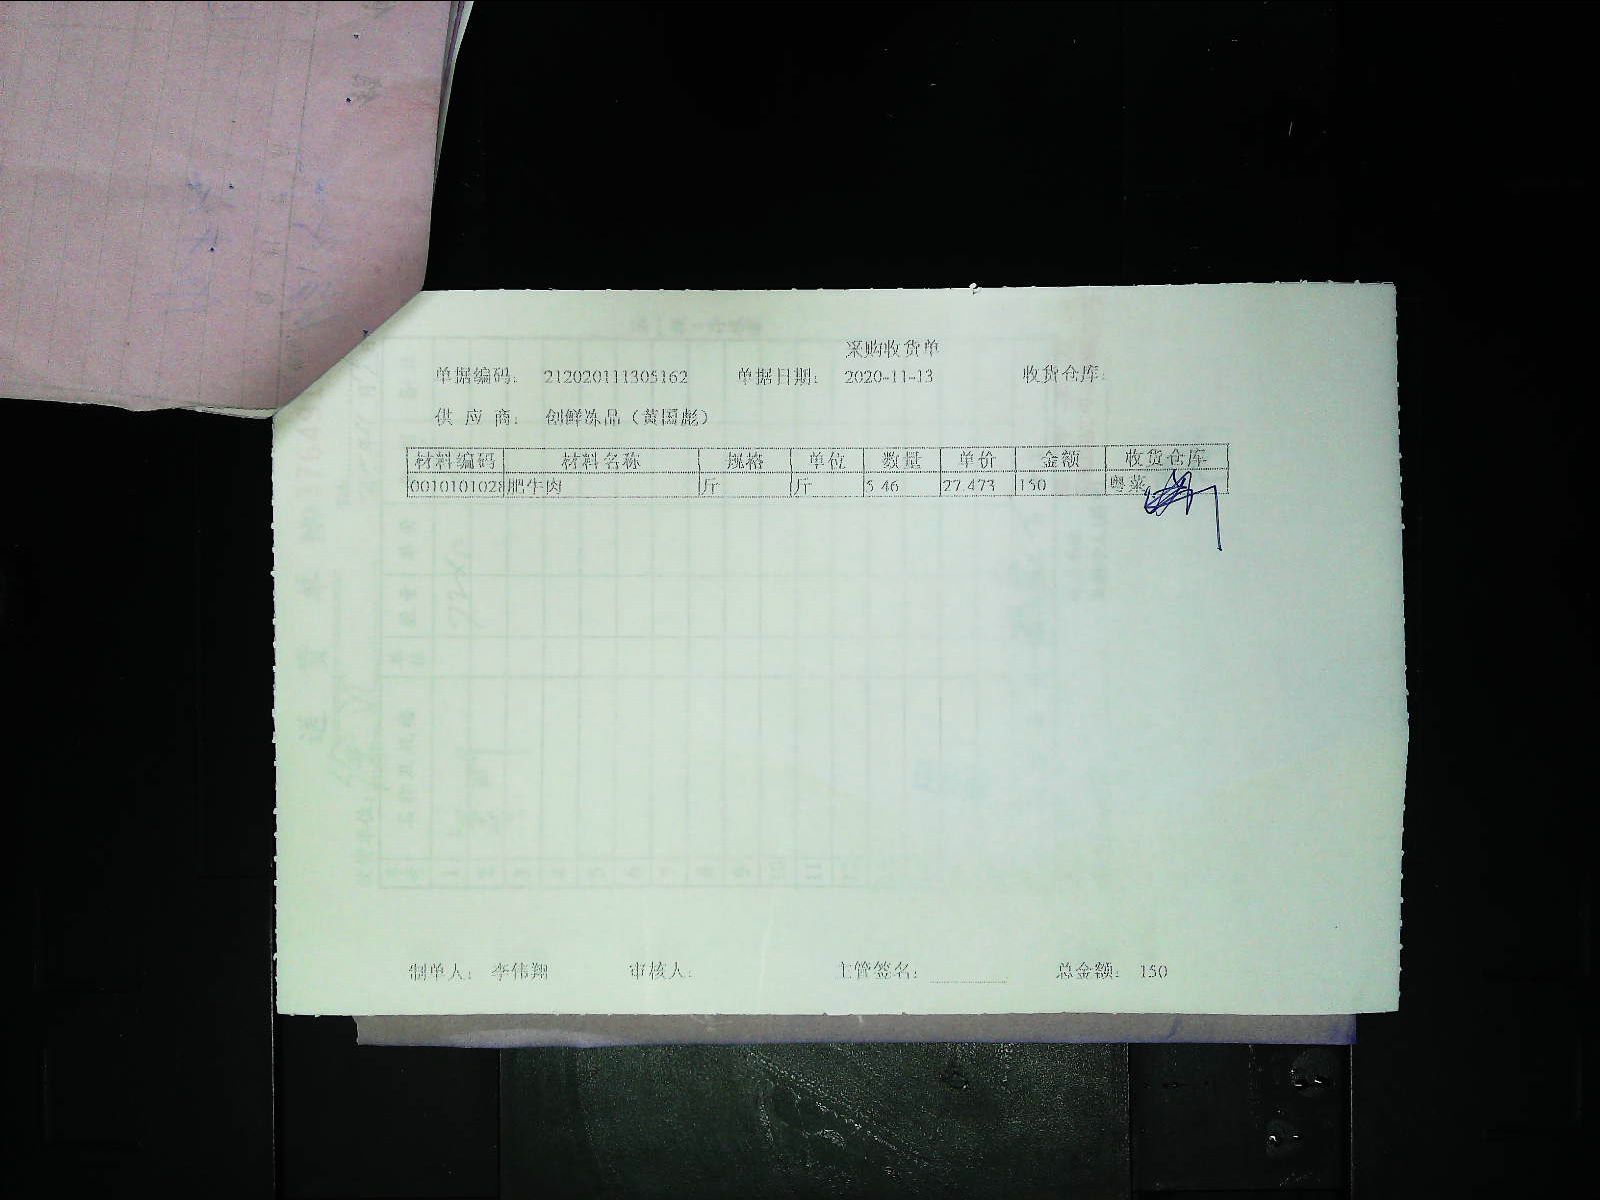 采购收货单
单据编码： 212020111305162 单据日期： 2020-11-13 收货仓库：
供 应 商： 创鲜冻品（黄国彪）
材料编码 材料名称 规格 单位 数量 单价 金额 收货仓库
0010101028 肥牛肉 斤 斤 5.46 27.473 150 粤菜
制单人： 李伟翔 审核人： 主管签名： 总金额： 150